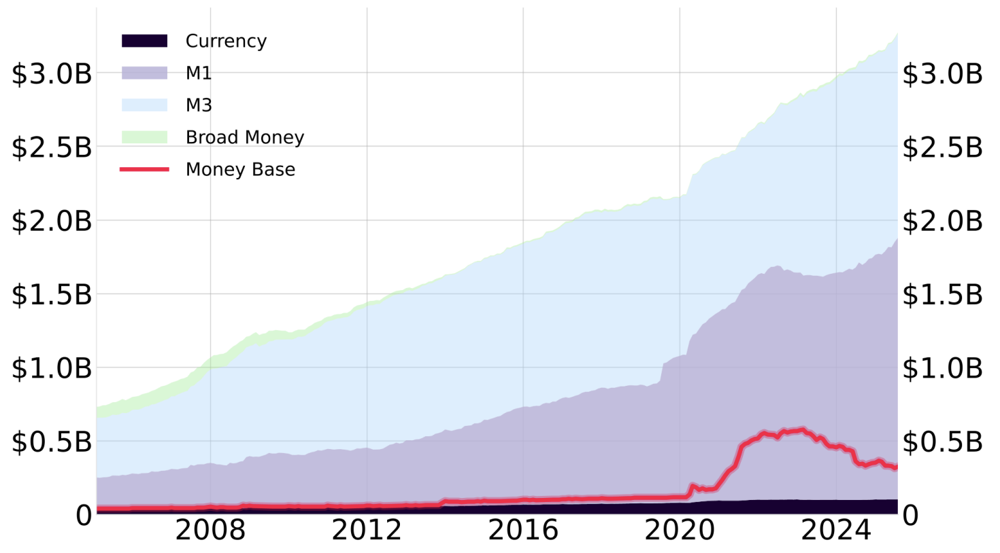 Currency
$3.0B M1 $3.0B
M3
$2.5B Broad Money $2.5B
Money Base
$2.0B $2.0B
$1.5B $1.5B
$1.0B $1.0B
$0.5B $0.5B
0 0
2008 2012 2016 2020 2024